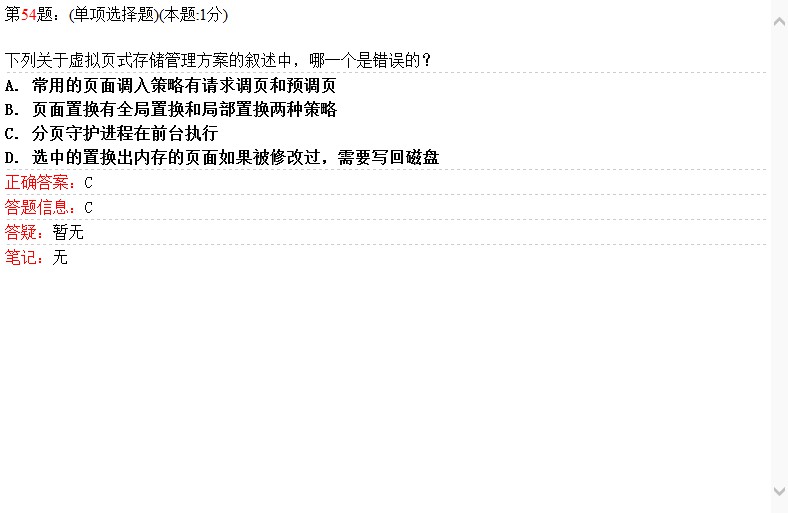 第54题: (单项选择题)(本题:1分)
下列关于虚拟页式存储管理方案的叙述中，哪一个是错误的？
A. 常用的页面调入策略有请求调页和预调页
B. 页面置换有全局置换和局部置换两种策略
C. 分页守护进程在前台执行
D. 选中的置换出内存的页面如果被修改过，需要写回磁盘
正确答案：C
答题信息：C
答疑：暂无
笔记：无